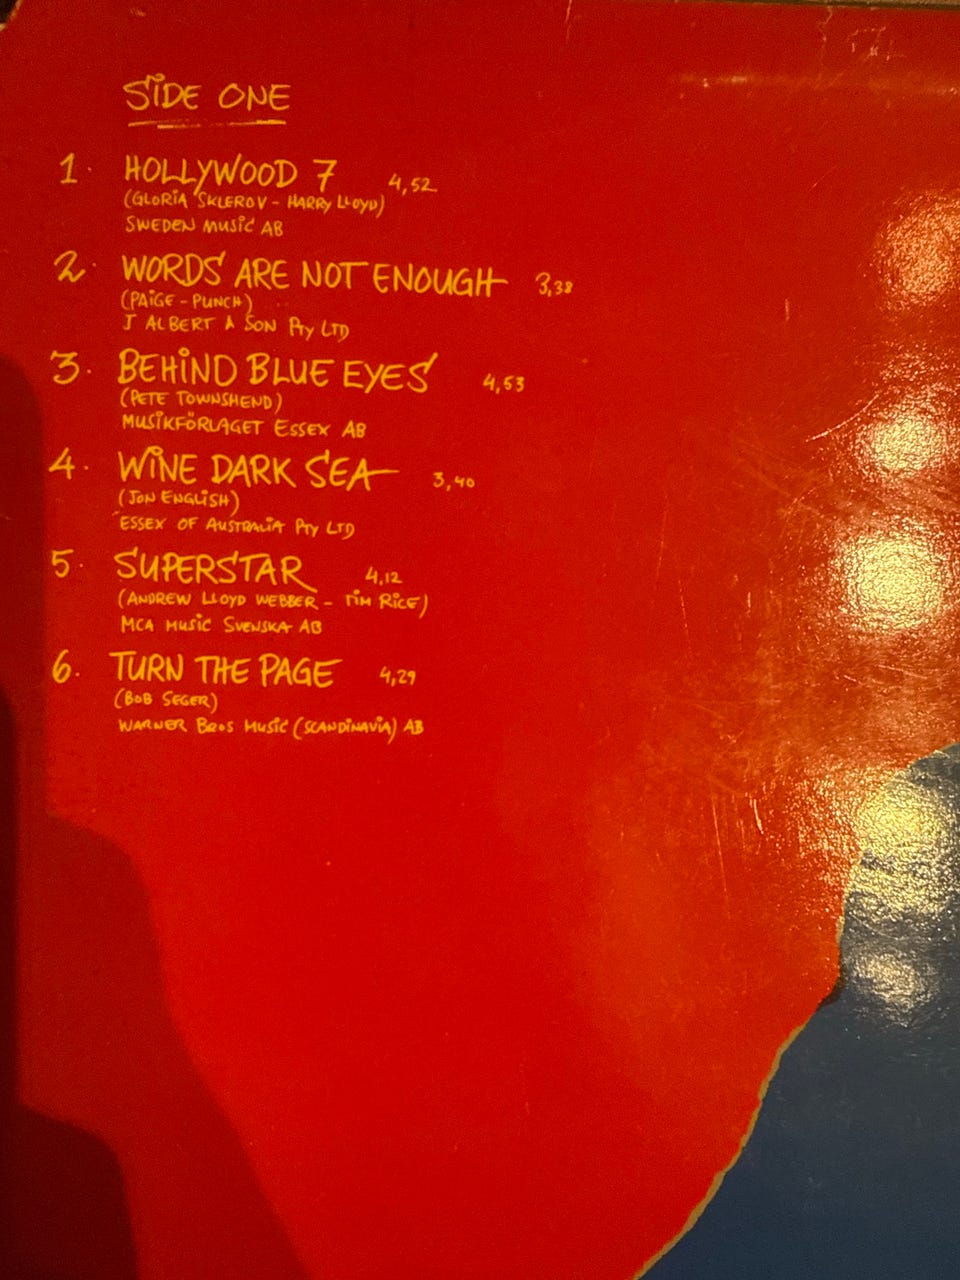 SIDE ONE
1. HOLLYWOOD 7 4,52
(GLORIA SKLEROV - HARRY LLOYD)
SWEDEN MUSIC AB
2. WORDS ARE NOT ENOUGH 3,38
(PAIGE - PUNCH)
J ALBERT & SON PTY LTD
3. BEHIND BLUE EYES 4,53
(PETE TOWNSHEND)
MUSIKFÖRLAGET ESSEX AB
4. WINE DARK SEA 3,40
(JON ENGLISH)
ESSEX OF AUSTRALIA PTY LTD
5. SUPERSTAR 4,12
(ANDREW LLOYD WEBBER - TIM RICE)
MCA MUSIC SVENSKA AB
6. TURN THE PAGE 4,29
(BOB SEGER)
WARNER BROS MUSIC (SCANDINAVIA) AB